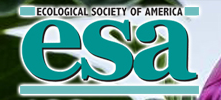 ECOLOGICAL SOCIETY OF AMERICA
esa